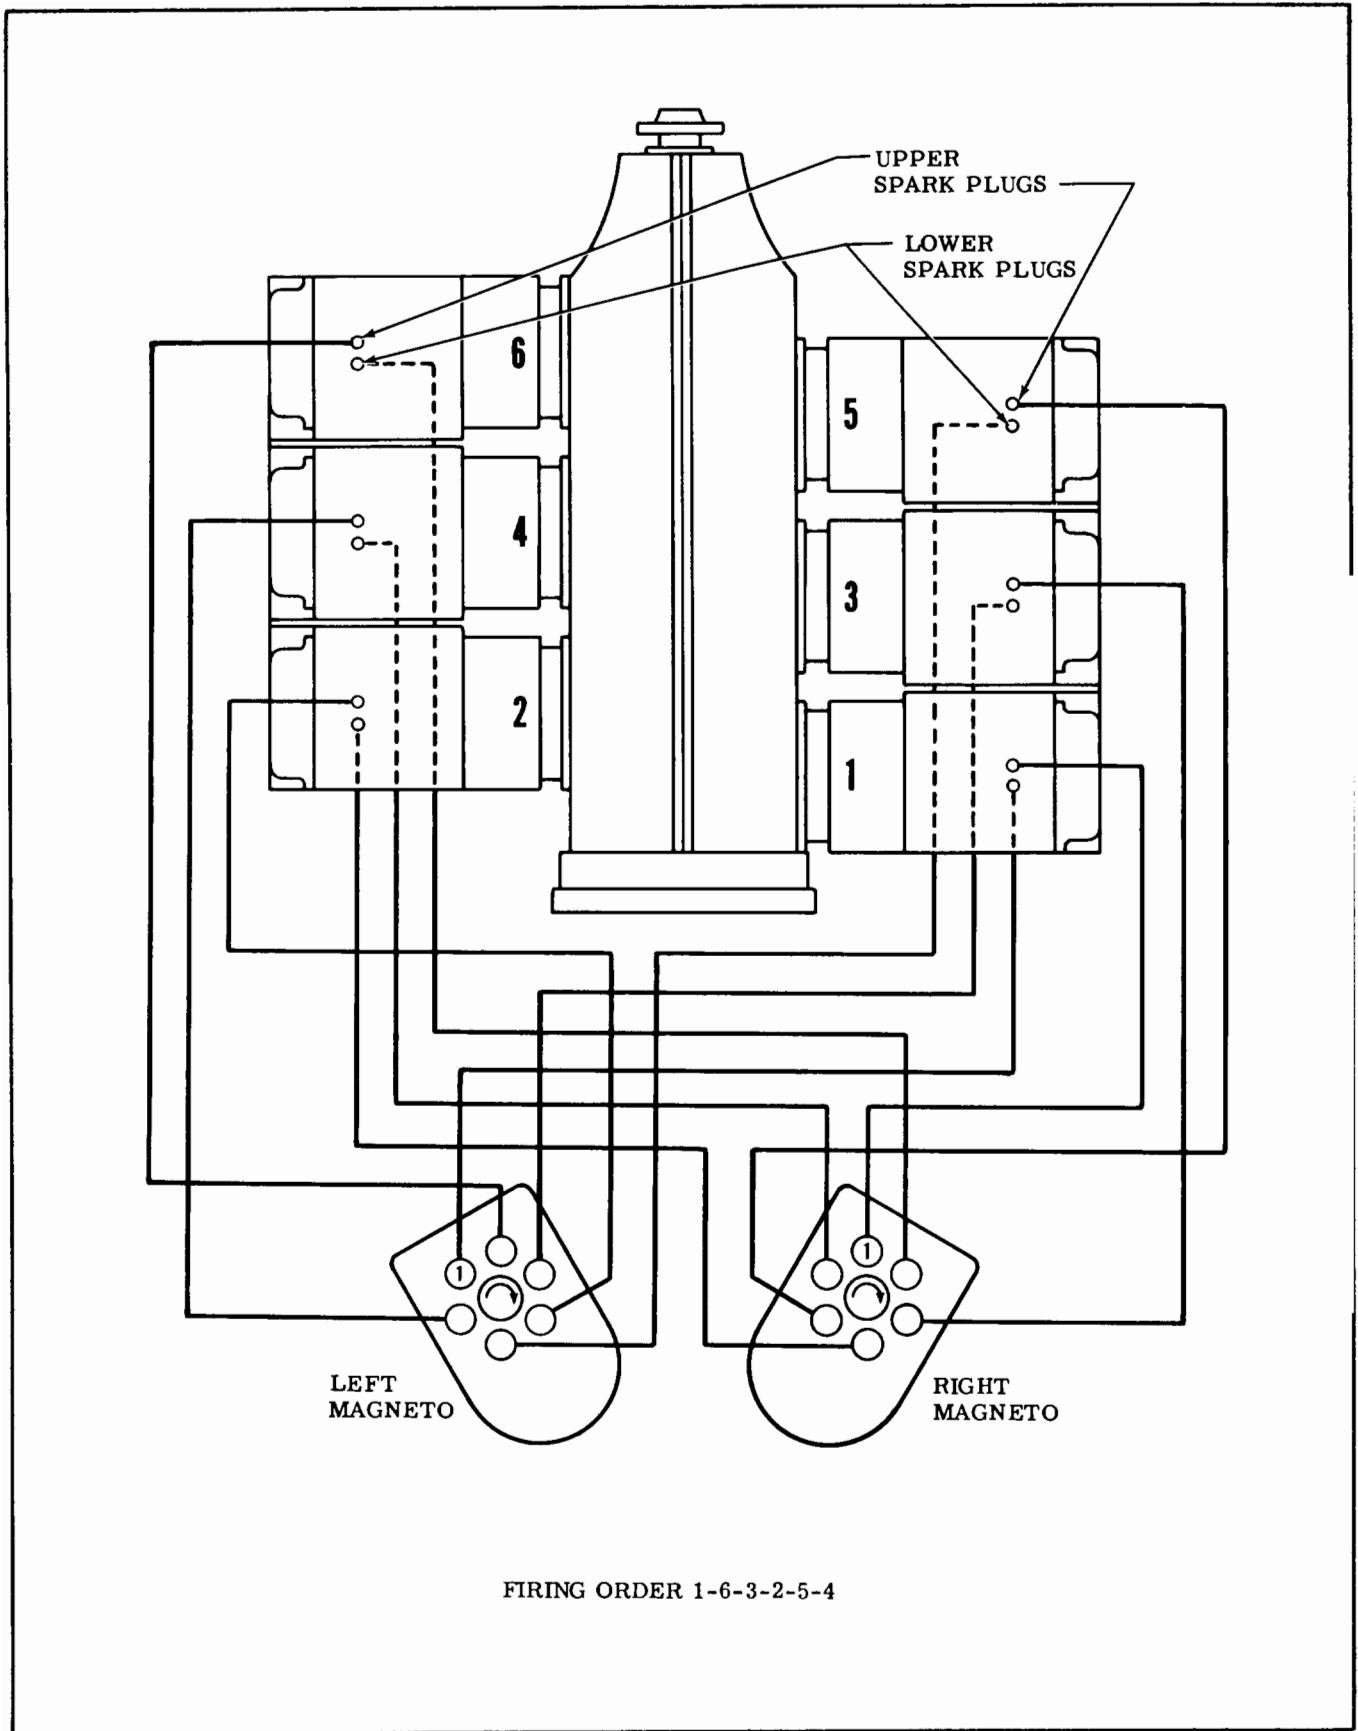 UPPER
SPARK PLUGS
LOWER
SPARK PLUGS
6
5
4
3
2
1
1
1
LEFT
MAGNETO
RIGHT
MAGNETO
FIRING ORDER 1-6-3-2-5-4